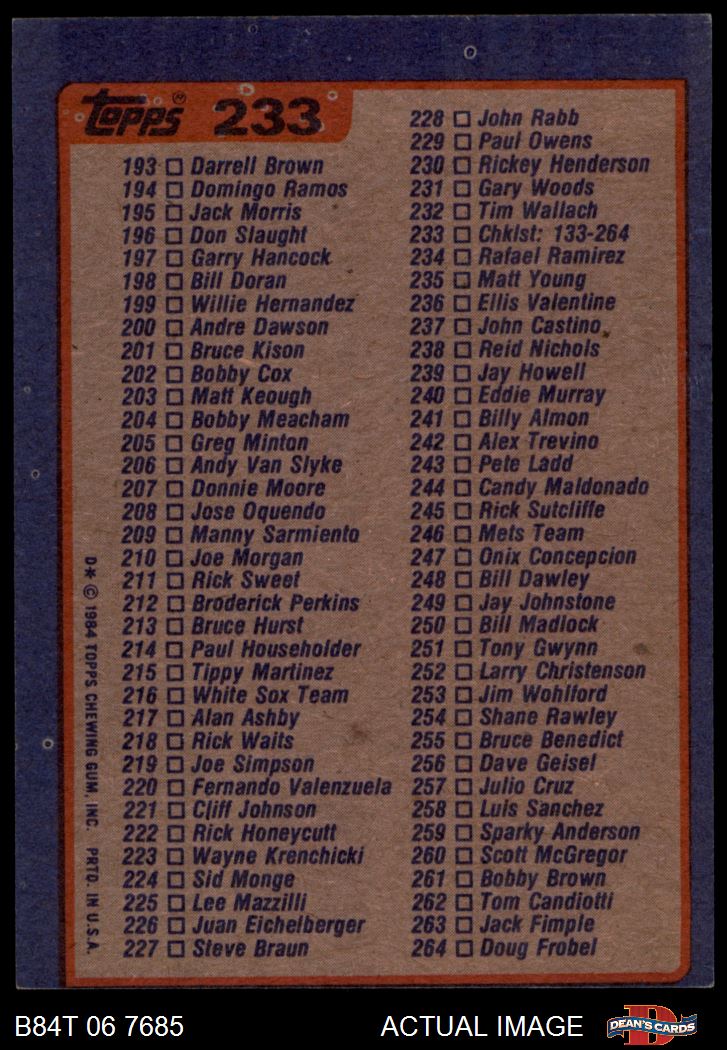 Topps 233
193 Darrell Brown
194 Domingo Ramos
195 Jack Morris
196 Don Slaught
197 Garry Hancock
198 Bill Doran
199 Willie Hernandez
200 Andre Dawson
201 Bruce Kison
202 Bobby Cox
203 Matt Keough
204 Bobby Meacham
205 Greg Minton
206 Andy Van Slyke
207 Donnie Moore
208 Jose Oquendo
209 Manny Sarmiento
210 Joe Morgan
211 Rick Sweet
212 Broderick Perkins
213 Bruce Hurst
214 Paul Householder
215 Tippy Martinez
216 White Sox Team
217 Alan Ashby
218 Rick Waits
219 Joe Simpson
220 Fernando Valenzuela
221 Cliff Johnson
222 Rick Honeycutt
223 Wayne Krenchicki
224 Sid Monge
225 Lee Mazzilli
226 Juan Eichelberger
227 Steve Braun
228 John Rabb
229 Paul Owens
230 Rickey Henderson
231 Gary Woods
232 Tim Wallach
233 Chklst: 133-264
234 Rafael Ramirez
235 Matt Young
236 Ellis Valentine
237 John Castino
238 Reid Nichols
239 Jay Howell
240 Eddie Murray
241 Billy Almon
242 Alex Trevino
243 Pete Ladd
244 Candy Maldonado
245 Rick Sutcliffe
246 Mets Team
247 Onix Concepcion
248 Bill Dawley
249 Jay Johnstone
250 Bill Madlock
251 Tony Gwynn
252 Larry Christenson
253 Jim Wohlford
254 Shane Rawley
255 Bruce Benedict
256 Dave Geisel
257 Julio Cruz
258 Luis Sanchez
259 Sparky Anderson
260 Scott McGregor
261 Bobby Brown
262 Tom Candiotti
263 Jack Fimple
264 Doug Frobel
D* © 1984 TOPPS CHEWING GUM, INC. PRTD. IN U.S.A.
B84T 06 7685 ACTUAL IMAGE DEAN'S CARDS